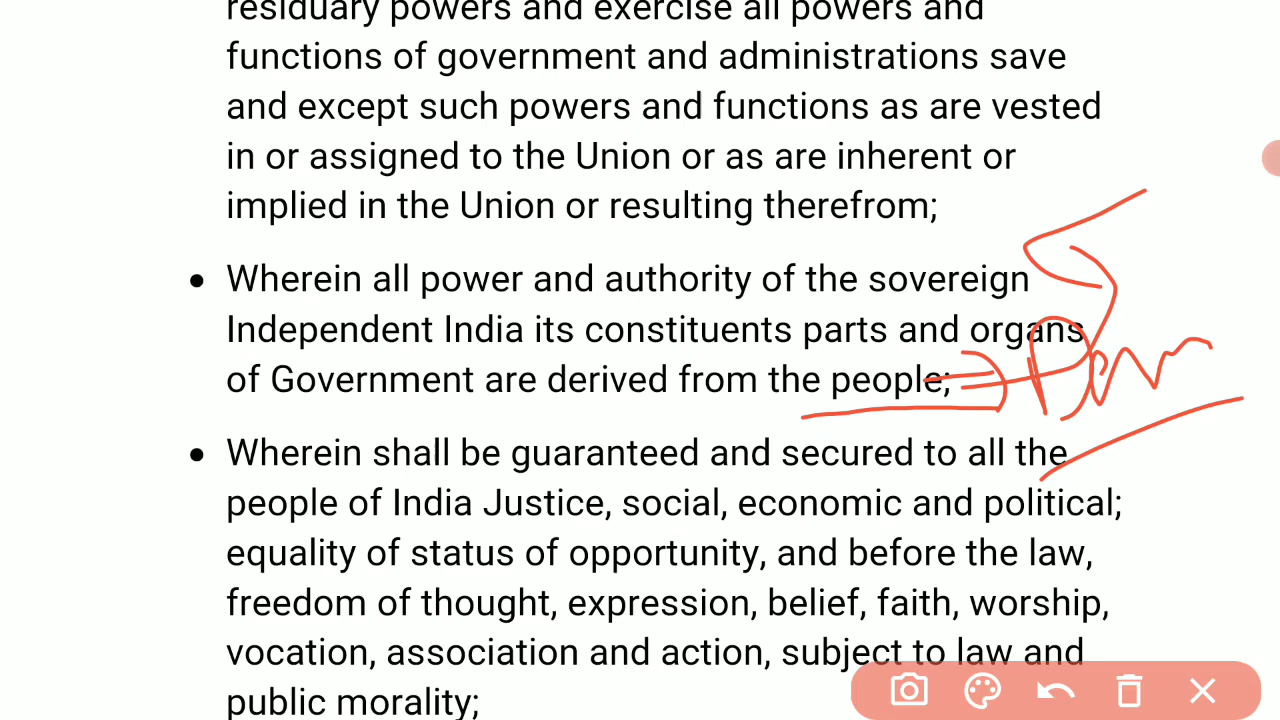 residuary powers and exercise all powers and
functions of government and administrations save
and except such powers and functions as are vested
in or assigned to the Union or as are inherent or
implied in the Union or resulting therefrom;
• Wherein all power and authority of the sovereign
Independent India its constituents parts and organs
of Government are derived from the people;
• Wherein shall be guaranteed and secured to all the
people of India Justice, social, economic and political;
equality of status of opportunity, and before the law,
freedom of thought, expression, belief, faith, worship,
vocation, association and action, subject to law and
public morality;